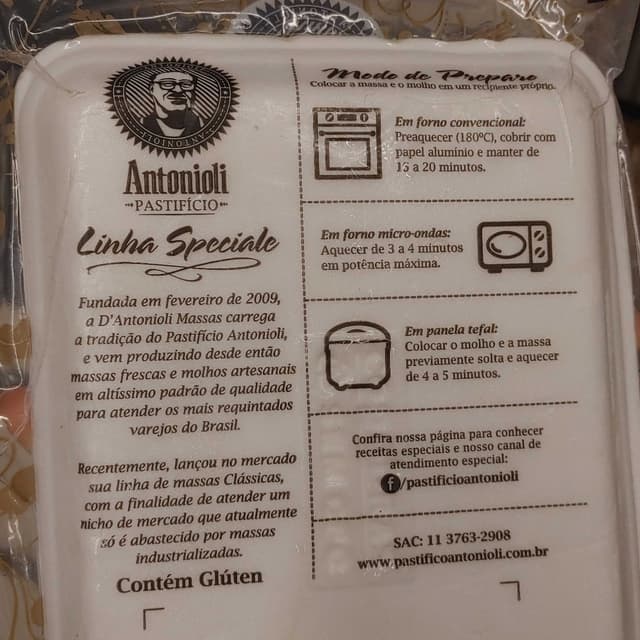 ANTONIOLI
Antonioli
PASTIFÍCIO
Linha Speciale
Fundada em fevereiro de 2009,
a D'Antonioli Massas carrega
a tradição do Pastifício Antonioli,
e vem produzindo desde então
massas frescas e molhos artesanais
em altíssimo padrão de qualidade
para atender os mais requintados
varejos do Brasil.
Recentemente, lançou no mercado
sua linha de massas Clássicas,
com a finalidade de atender um
nicho de mercado que atualmente
só é abastecido por massas
industrializadas.
Contém Glúten
Modo de Preparo
Colocar a massa e o molho em um recipiente próprio.
Em forno convencional:
Preaquecer (180ºC), cobrir com
papel alumínio e manter de
15 a 20 minutos.
Em forno micro-ondas:
Aquecer de 3 a 4 minutos
em potência máxima.
Em panela tefal:
Colocar o molho e a massa
previamente solta e aquecer
de 4 a 5 minutos.
Confira nossa página para conhecer
receitas especiais e nosso canal de
atendimento especial:
f/pastificioantonioli
SAC: 11 3763-2908
www.pastificoantonioli.com.br